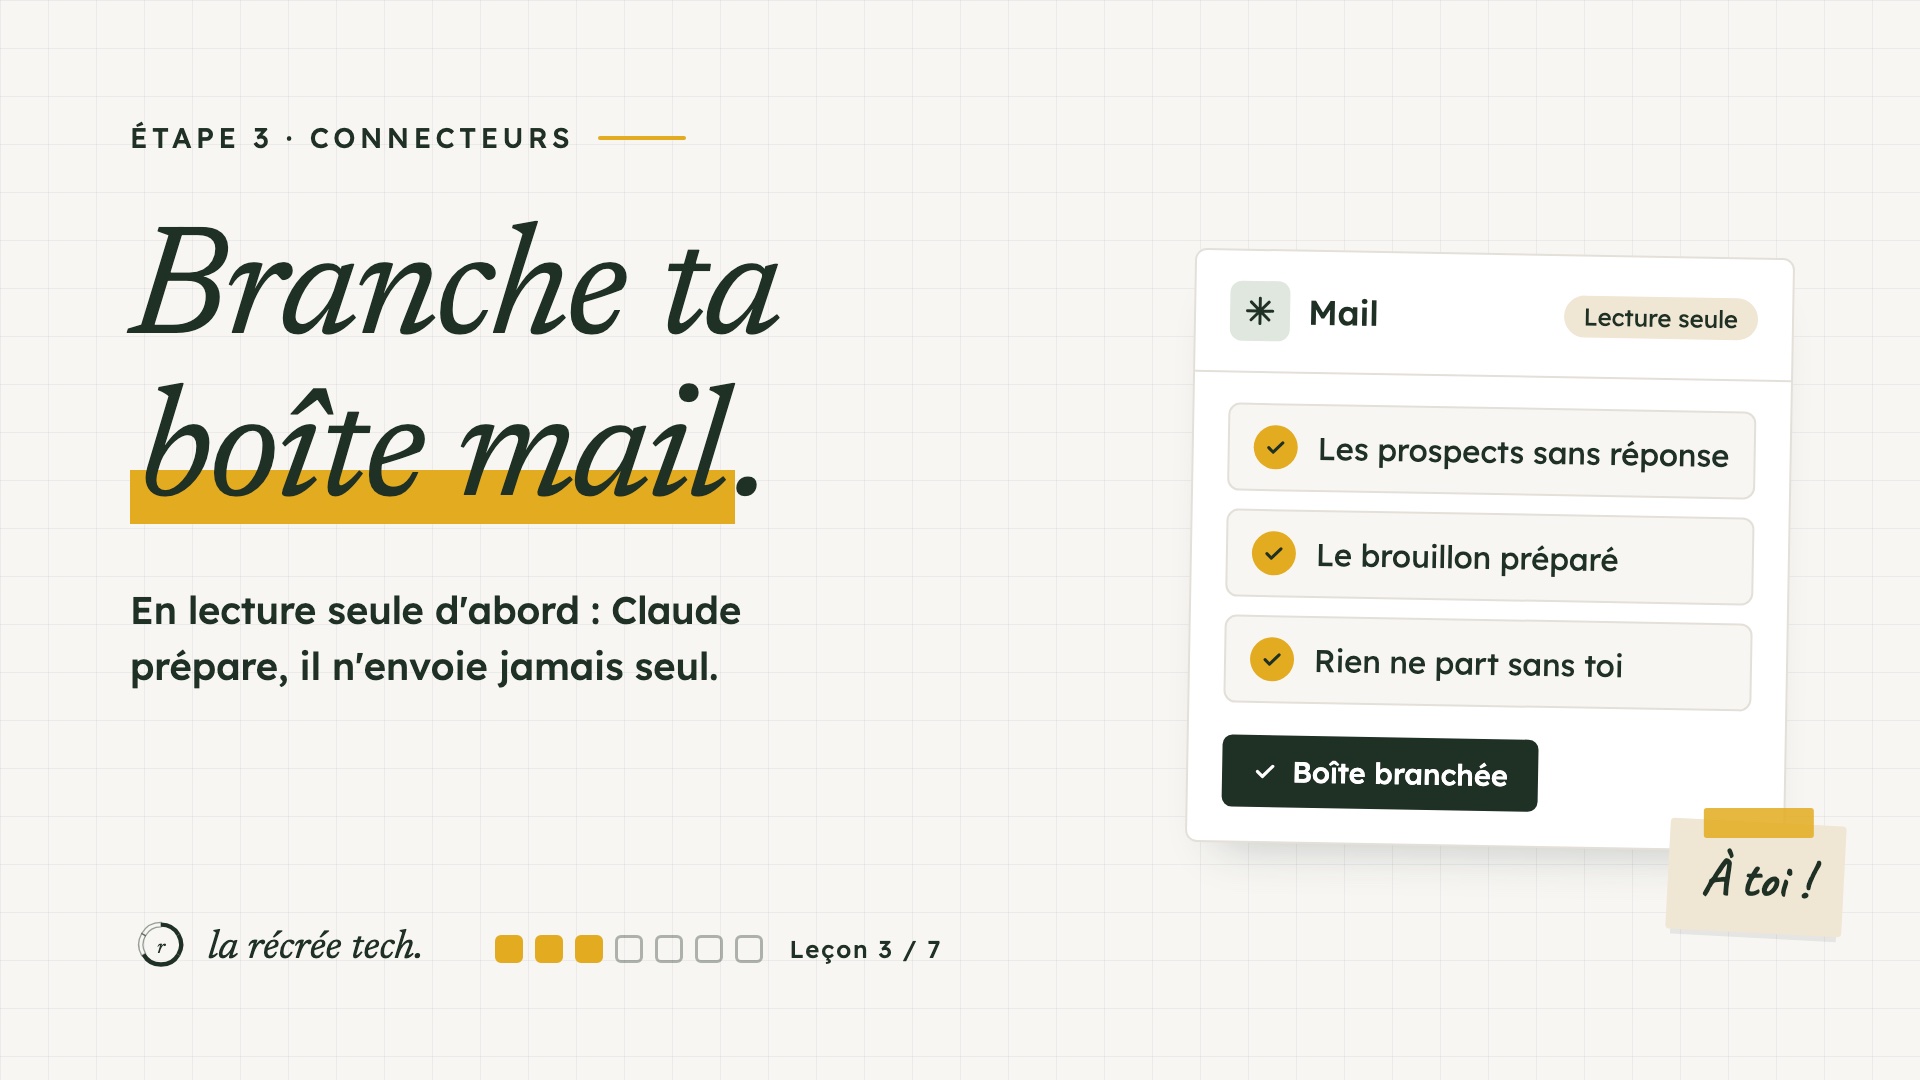 ÉTAPE 3 · CONNECTEURS
Branche ta
boîte mail.
En lecture seule d'abord : Claude
prépare, il n'envoie jamais seul.
Mail
Lecture seule
Les prospects sans réponse
Le brouillon préparé
Rien ne part sans toi
Boîte branchée
À toi !
r
la récrée tech.
Leçon 3 / 7